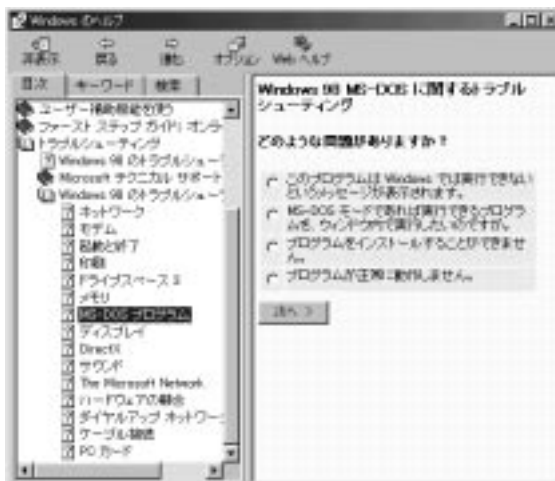 Windows のヘルプ
非表示 戻る 進む オプション Web ヘルプ
目次 キーワード 検索
ユーザー補助機能を使う
ファースト ステップ ガイド: オンラ
トラブルシューティング
Windows 98 のトラブルシュー
Microsoft テクニカル サポート
Windows 98 のトラブルシュー
ネットワーク
モデム
起動と終了
印刷
ドライブスペース 3
メモリ
MS-DOS プログラム
ディスプレイ
DirectX
サウンド
The Microsoft Network
ハードウェアの競合
ダイヤルアップ ネットワー
ケーブル接続
PC カード
Windows 98 MS-DOS に関するトラブル
シューティング
どのような問題がありますか?
このプログラムは Windows では実行できない
というメッセージが表示されます。
MS-DOS モードであれば実行できるプログラ
ムを、ウィンドウ内で実行したいのですが。
プログラムをインストールすることができませ
ん。
プログラムが正常に動作しません。
次へ >